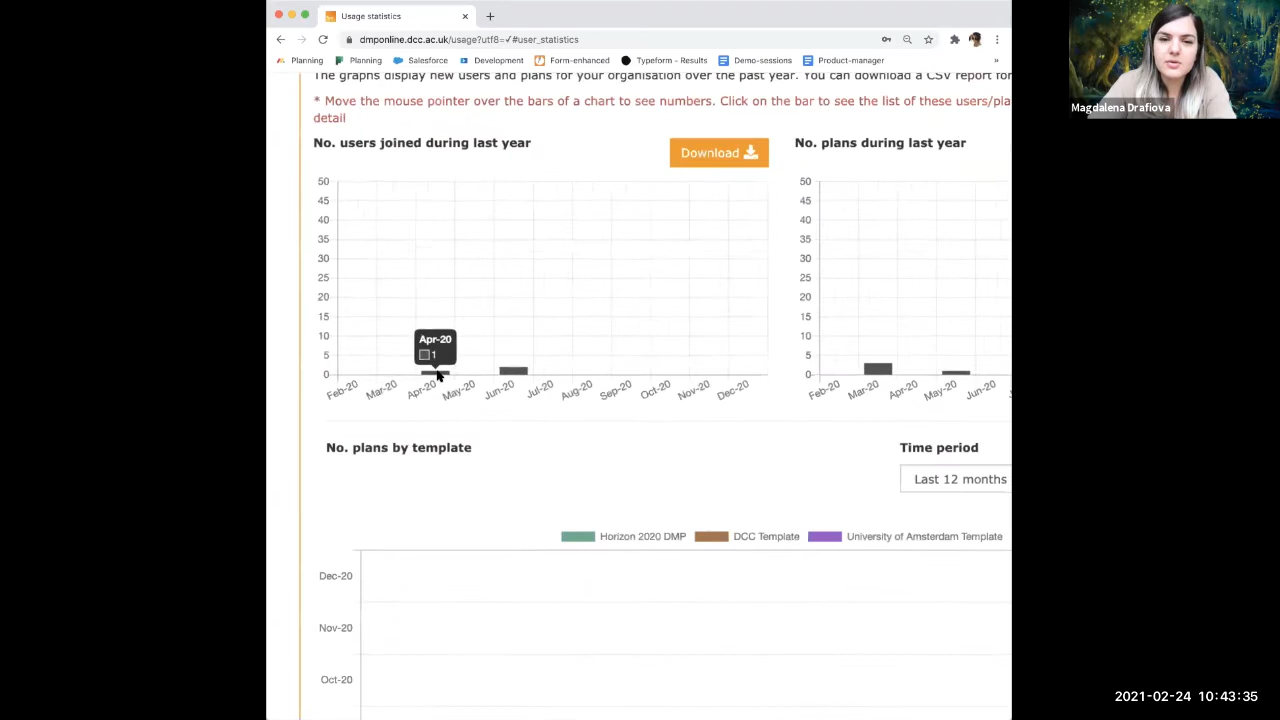 Usage statistics
dmponline.dcc.ac.uk/usage?utf8=✓#user_statistics
Planning Planning Salesforce Development Form-enhanced Typeform - Results Demo-sessions Product-manager »
The graphs display new users and plans for your organisation over the past year. You can download a CSV report for
* Move the mouse pointer over the bars of a chart to see numbers. Click on the bar to see the list of these users/pla
detail
No. users joined during last year
Download
No. plans during last year
50
45
40
35
30
25
20
15
10
5
0
Apr-20
1
Feb-20 Mar-20 Apr-20 May-20 Jun-20 Jul-20 Aug-20 Sep-20 Oct-20 Nov-20 Dec-20
50
45
40
35
30
25
20
15
10
5
0
Feb-20 Mar-20 Apr-20 May-20 Jun-20
No. plans by template
Time period
Last 12 months
Horizon 2020 DMP DCC Template University of Amsterdam Template
Dec-20
Nov-20
Oct-20
Magdalena Drafiova
2021-02-24 10:43:35